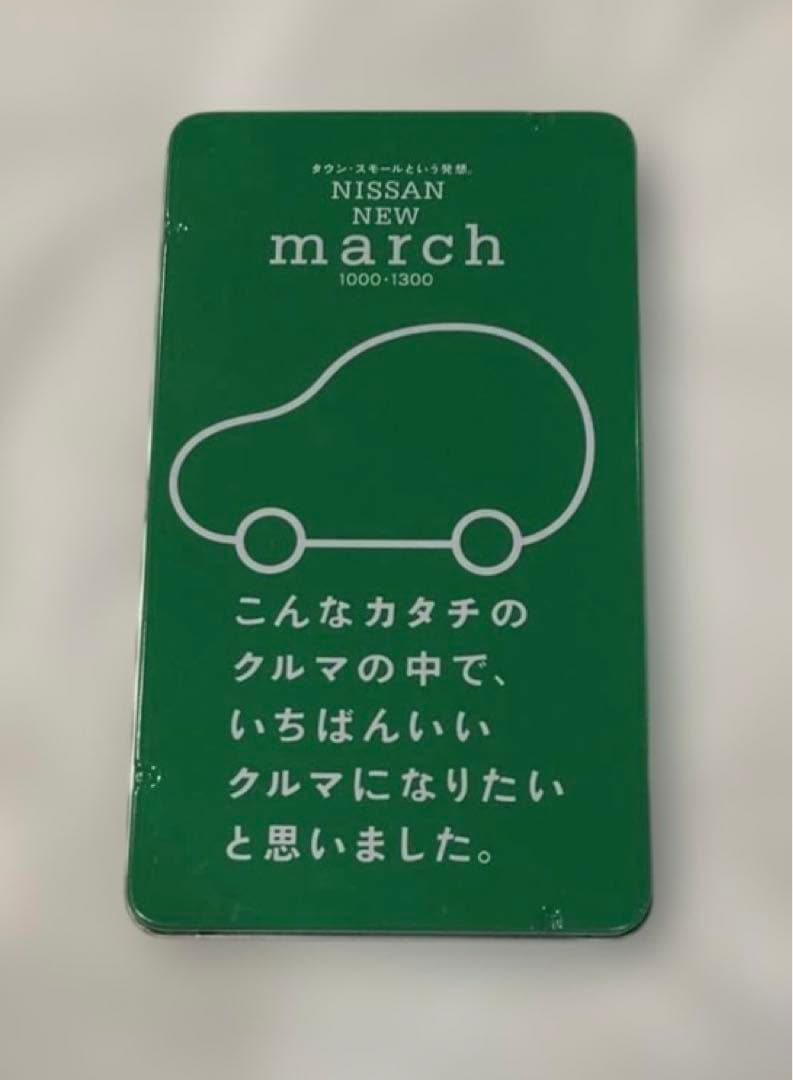 タウン・スモールという発想。
NISSAN
NEW
march
1000・1300
こんなカタチの
クルマの中で、
いちばんいい
クルマになりたい
と思いました。